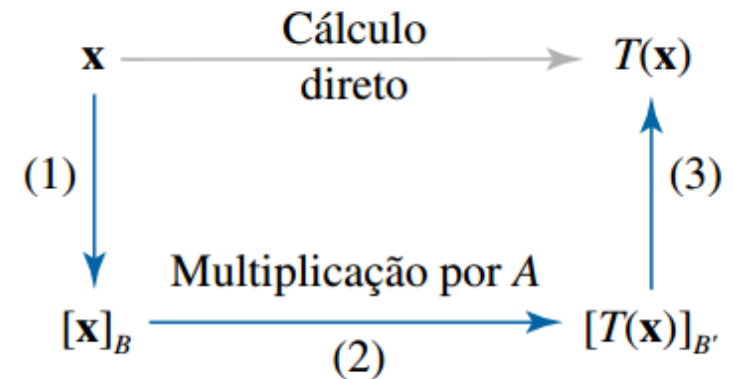 Cálculo
x T(x)
direto
(1) (3)
Multiplicação por A
[x]_B [T(x)]_B'
(2)